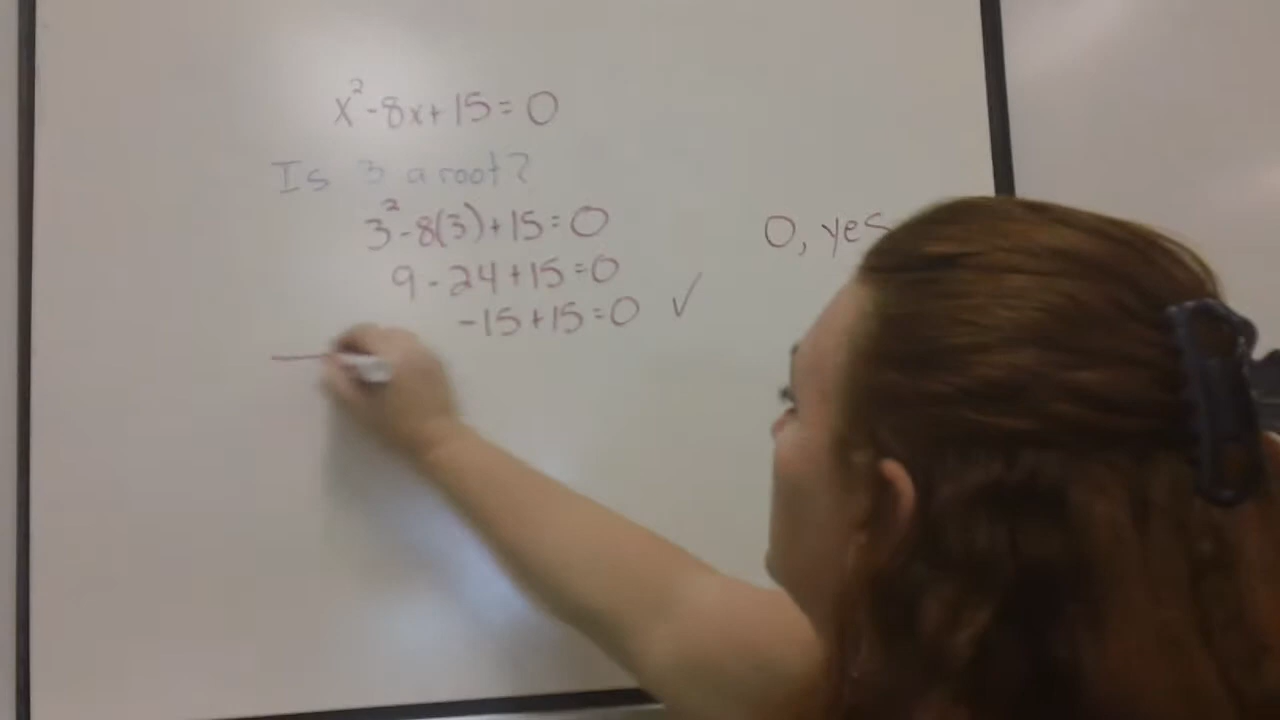 x²-8x+15=0
Is 3 a root?
3²-8(3)+15=0
9-24+15=0
-15+15=0 ✓
0, yes